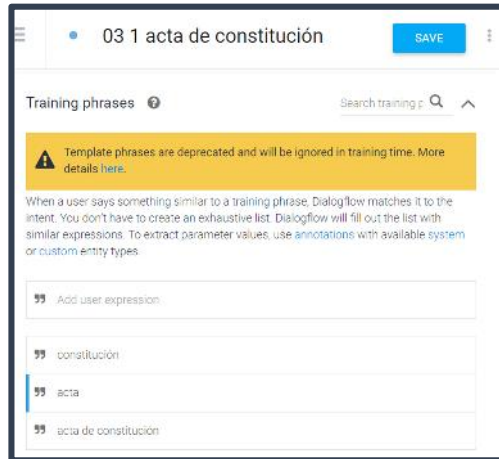 03 1 acta de constitución
SAVE
Training phrases
Search training p
Template phrases are deprecated and will be ignored in training time. More
details here.
When a user says something similar to a training phrase, Dialogflow matches it to the
intent. You don't have to create an exhaustive list. Dialogflow will fill out the list with
similar expressions. To extract parameter values, use annotations with available system
or custom entity types.
Add user expression
constitución
acta
acta de constitución